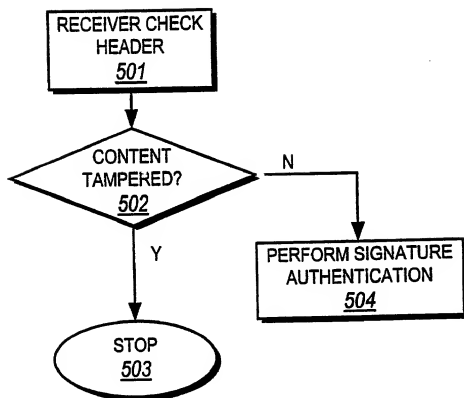 RECEIVER CHECK
HEADER
501
CONTENT
TAMPERED?
502
N
Y
PERFORM SIGNATURE
AUTHENTICATION
504
STOP
503